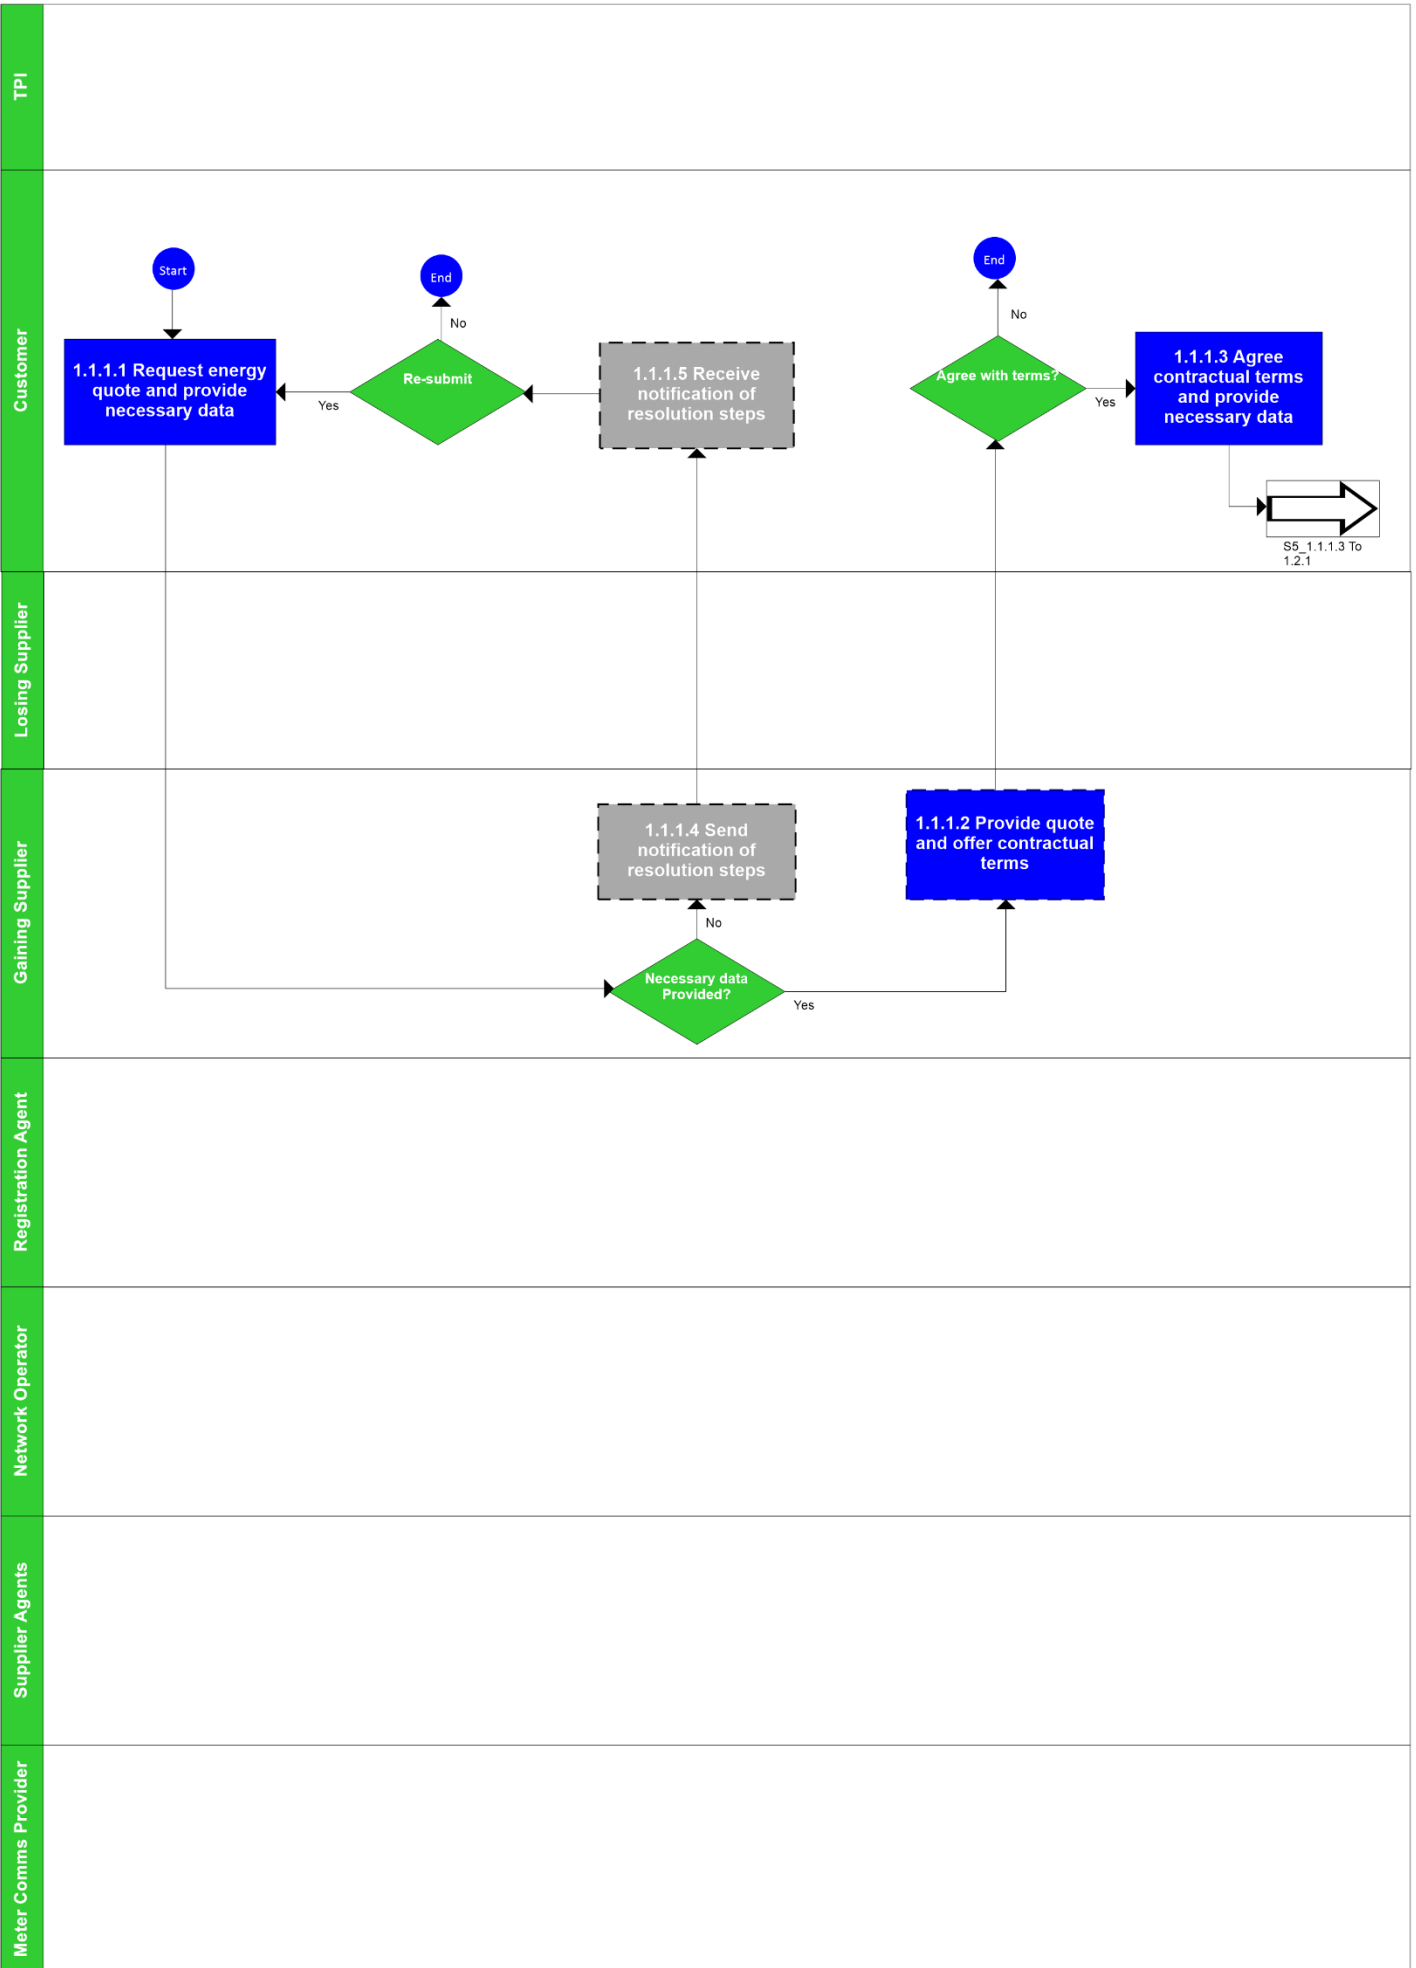 TPI
Customer
Start
End
End
No
No
1.1.1.1 Request energy
quote and provide
necessary data
Yes
Re-submit
1.1.1.5 Receive
notification of
resolution steps
Agree with terms?
Yes
1.1.1.3 Agree
contractual terms
and provide
necessary data
S5_1.1.1.3 To
1.2.1
Losing Supplier
Gaining Supplier
1.1.1.4 Send
notification of
resolution steps
1.1.1.2 Provide quote
and offer contractual
terms
No
Necessary data
Provided?
Yes
Registration Agent
Network Operator
Supplier Agents
Meter Comms Provider